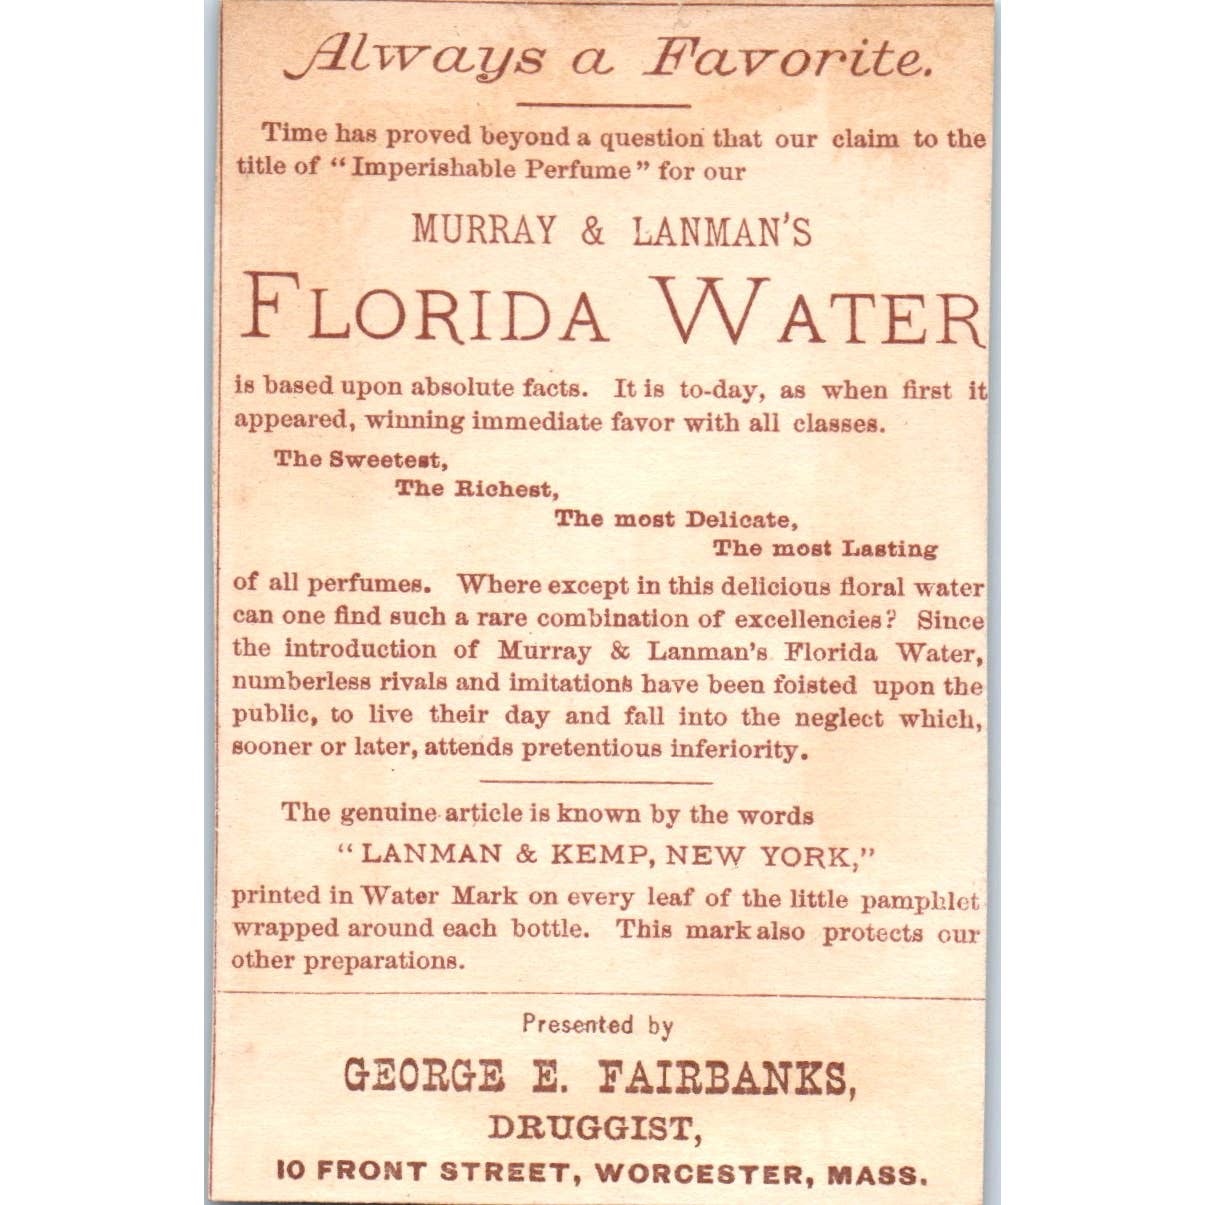 Always a Favorite.
Time has proved beyond a question that our claim to the
title of "Imperishable Perfume" for our
MURRAY & LANMAN'S
FLORIDA WATER
is based upon absolute facts. It is to-day, as when first it
appeared, winning immediate favor with all classes.
The Sweetest,
The Richest,
The most Delicate,
The most Lasting
of all perfumes. Where except in this delicious floral water
can one find such a rare combination of excellencies? Since
the introduction of Murray & Lanman's Florida Water,
numberless rivals and imitations have been foisted upon the
public, to live their day and fall into the neglect which,
sooner or later, attends pretentious inferiority.
The genuine article is known by the words
"LANMAN & KEMP, NEW YORK,"
printed in Water Mark on every leaf of the little pamphlet
wrapped around each bottle. This mark also protects our
other preparations.
Presented by
GEORGE E. FAIRBANKS,
DRUGGIST,
10 FRONT STREET, WORCESTER, MASS.